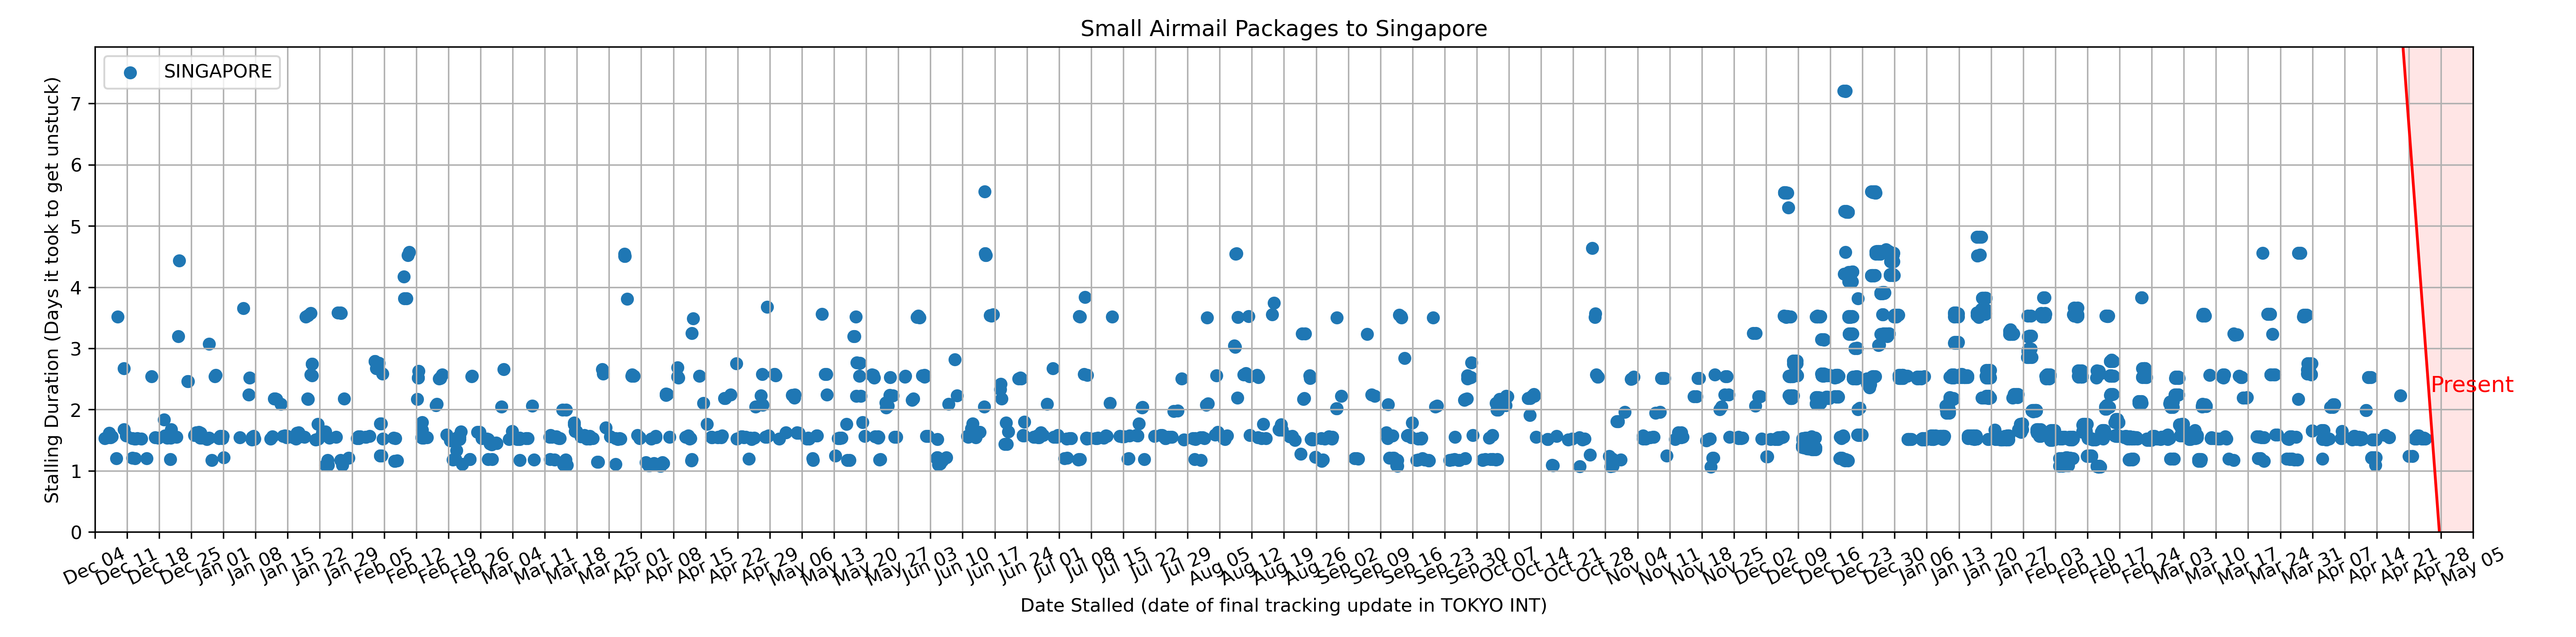 Small Airmail Packages to Singapore
SINGAPORE
Stalling Duration (Days it took to get unstuck)
7
6
5
4
3
2
1
0
Present
Dec 04
Dec 11
Dec 18
Dec 25
Jan 01
Jan 08
Jan 15
Jan 22
Jan 29
Feb 05
Feb 12
Feb 19
Feb 26
Mar 04
Mar 11
Mar 18
Mar 25
Apr 01
Apr 08
Apr 15
Apr 22
Apr 29
May 06
May 13
May 20
May 27
Jun 03
Jun 10
Jun 17
Jun 24
Jul 01
Jul 08
Jul 15
Jul 22
Jul 29
Aug 05
Aug 12
Aug 19
Aug 26
Sep 02
Sep 09
Sep 16
Sep 23
Sep 30
Oct 07
Oct 14
Oct 21
Oct 28
Nov 04
Nov 11
Nov 18
Nov 25
Dec 02
Dec 09
Dec 16
Dec 23
Dec 30
Jan 06
Jan 13
Jan 20
Jan 27
Feb 03
Feb 10
Feb 17
Feb 24
Mar 03
Mar 10
Mar 17
Mar 24
Mar 31
Apr 07
Apr 14
Apr 21
Apr 28
May 05
Date Stalled (date of final tracking update in TOKYO INT)